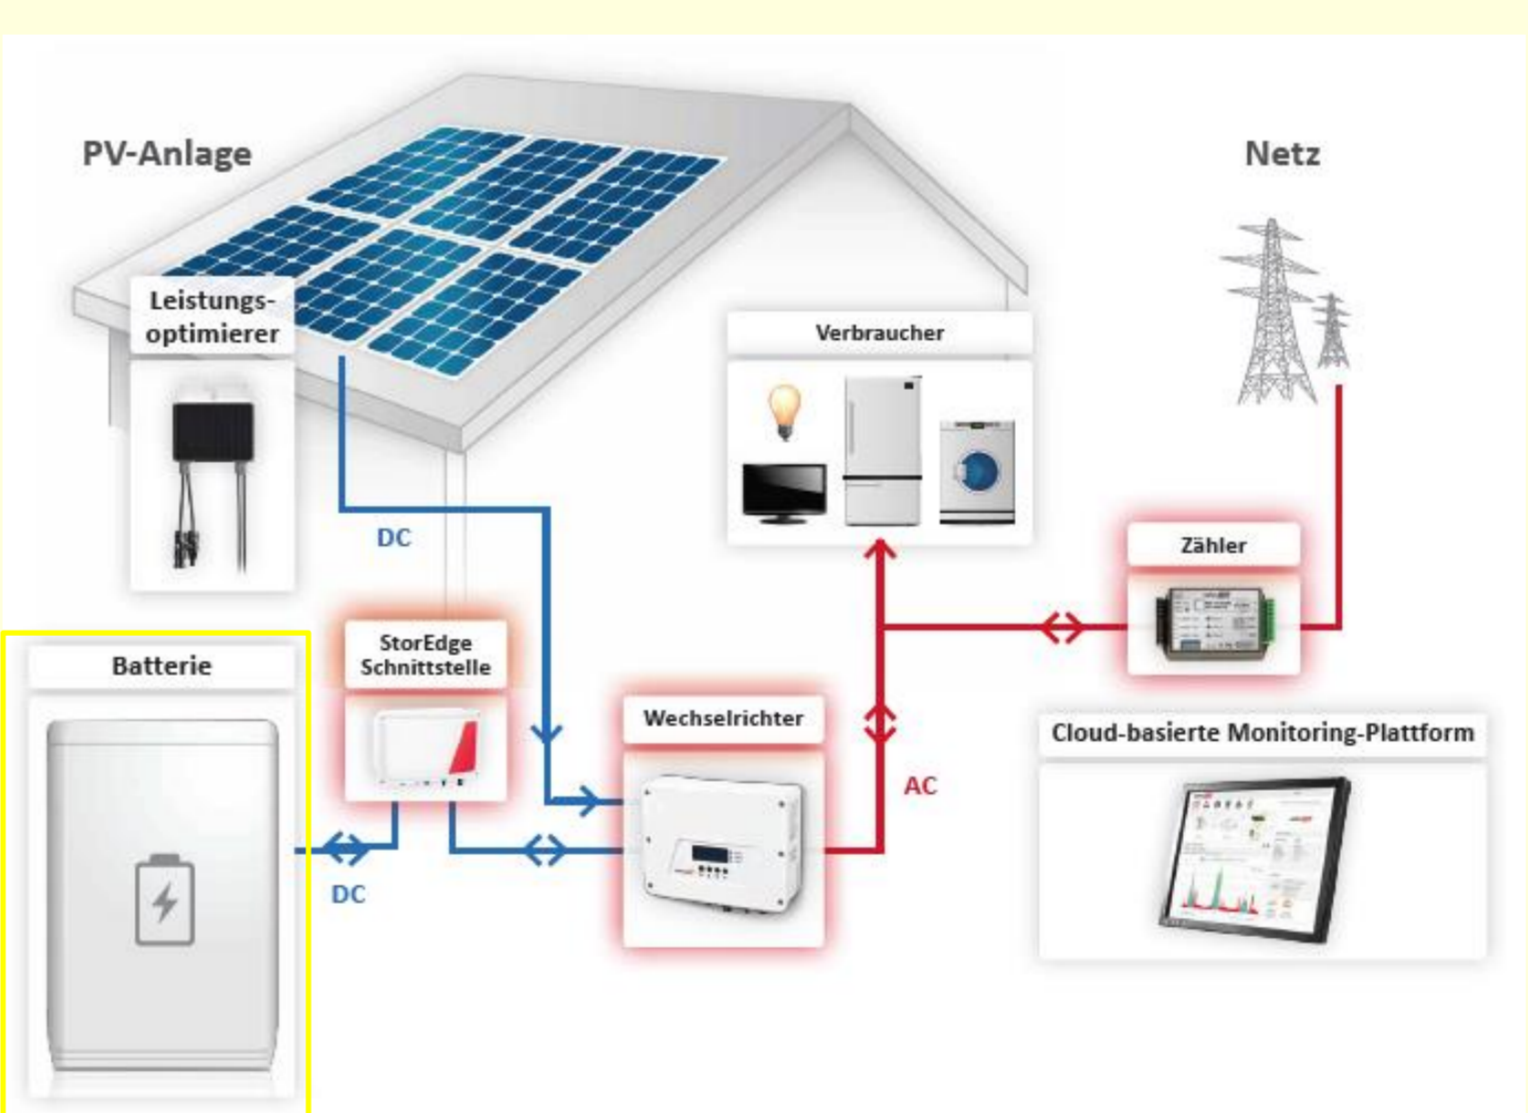 PV-Anlage
Netz
Leistungs-
optimierer
Verbraucher
DC
Zähler
StorEdge
Schnittstelle
Batterie
Wechselrichter
Cloud-basierte Monitoring-Plattform
AC
DC